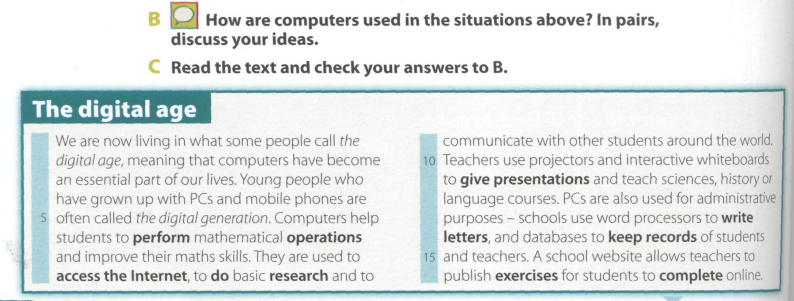 B How are computers used in the situations above? In pairs,
discuss your ideas.
C Read the text and check your answers to B.
The digital age
We are now living in what some people call the
digital age, meaning that computers have become
an essential part of our lives. Young people who
have grown up with PCs and mobile phones are
5 often called the digital generation. Computers help
students to perform mathematical operations
and improve their maths skills. They are used to
access the Internet, to do basic research and to
communicate with other students around the world.
10 Teachers use projectors and interactive whiteboards
to give presentations and teach sciences, history or
language courses. PCs are also used for administrative
purposes – schools use word processors to write
letters, and databases to keep records of students
15 and teachers. A school website allows teachers to
publish exercises for students to complete online.